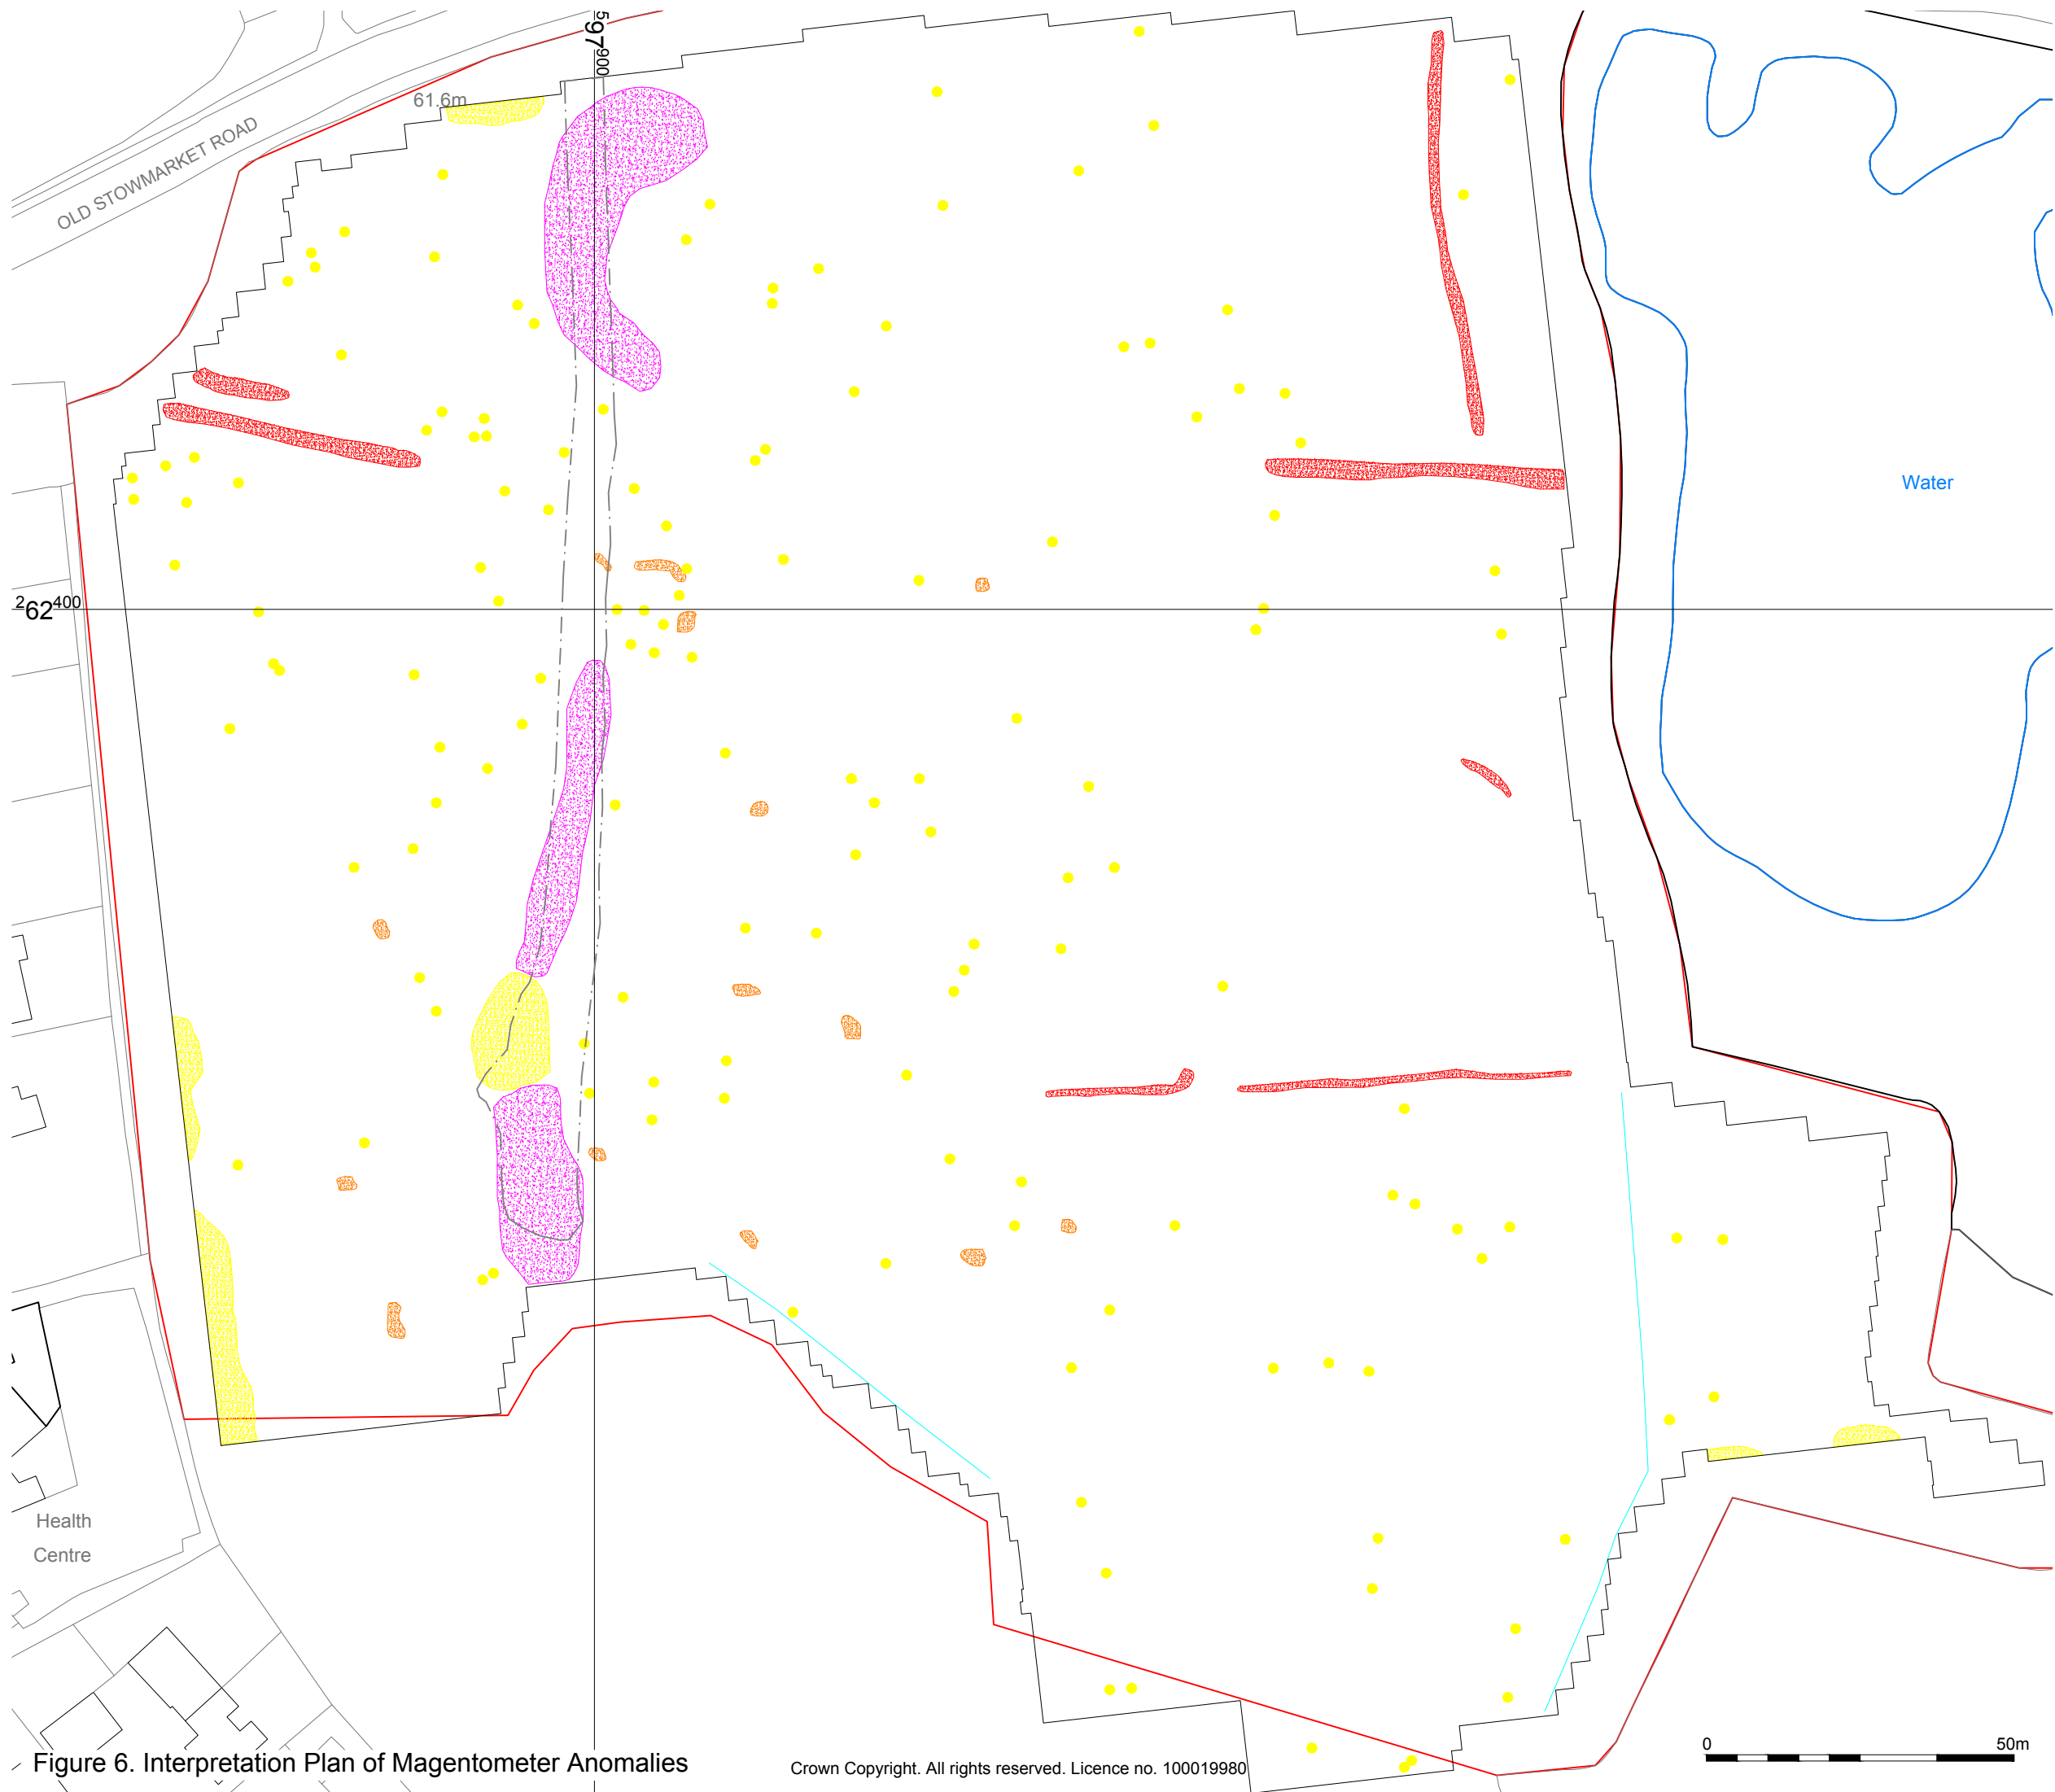 597900
61.6m
OLD STOWMARKET ROAD
Water
262400
Health
Centre
0 50m
Figure 6. Interpretation Plan of Magentometer Anomalies
Crown Copyright. All rights reserved. Licence no. 100019980